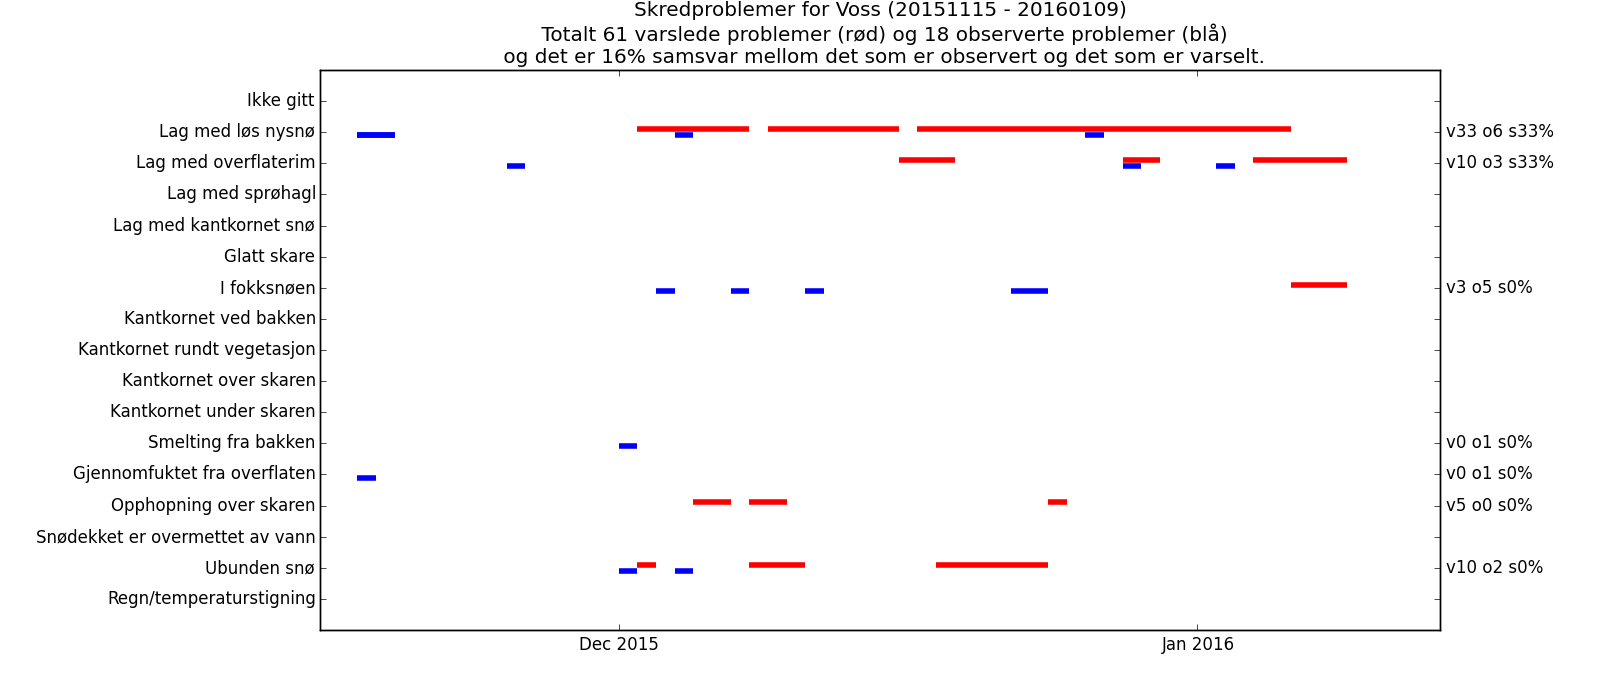 Skredproblemer for Voss (20151115 - 20160109)
Totalt 61 varslede problemer (rød) og 18 observerte problemer (blå)
og det er 16% samsvar mellom det som er observert og det som er varselt.
Ikke gitt
Lag med løs nysnø v33 o6 s33%
Lag med overflaterim v10 o3 s33%
Lag med sprøhagl
Lag med kantkornet snø
Glatt skare
I fokksnøen v3 o5 s0%
Kantkornet ved bakken
Kantkornet rundt vegetasjon
Kantkornet over skaren
Kantkornet under skaren
Smelting fra bakken v0 o1 s0%
Gjennomfuktet fra overflaten v0 o1 s0%
Opphopning over skaren v5 o0 s0%
Snødekket er overmettet av vann
Ubunden snø v10 o2 s0%
Regn/temperaturstigning
Dec 2015 Jan 2016